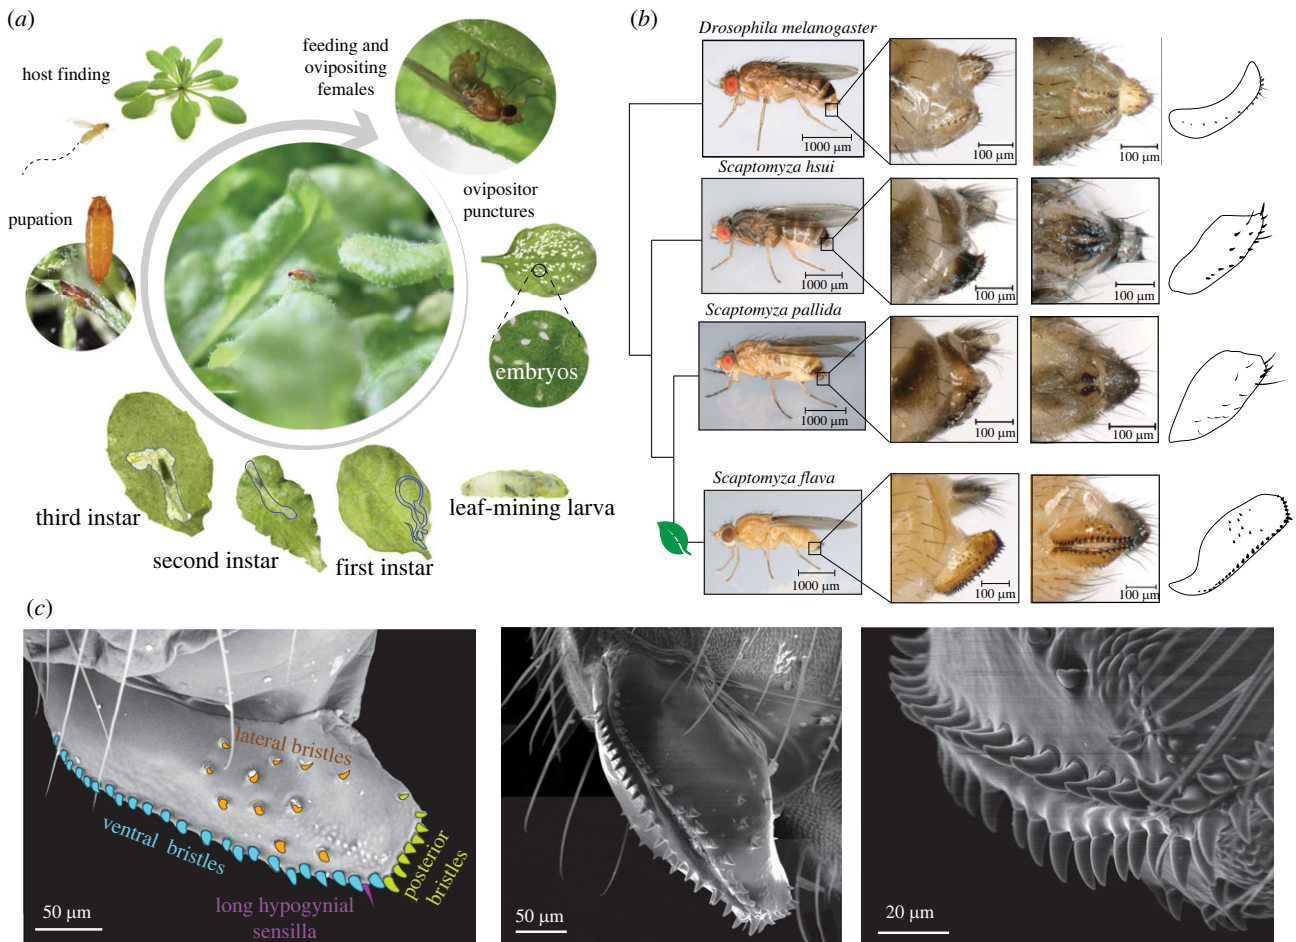 (a)
host finding
feeding and
ovipositing
females
pupation
ovipositor
punctures
embryos
third instar
second instar
first instar
leaf-mining larva
(b)
Drosophila melanogaster
1000 µm
100 µm
100 µm
Scaptomyza hsui
1000 µm
100 µm
100 µm
Scaptomyza pallida
1000 µm
100 µm
100 µm
Scaptomyza flava
1000 µm
100 µm
100 µm
(c)
lateral bristles
ventral bristles
posterior
bristles
long hypogynial
sensilla
50 µm
50 µm
20 µm